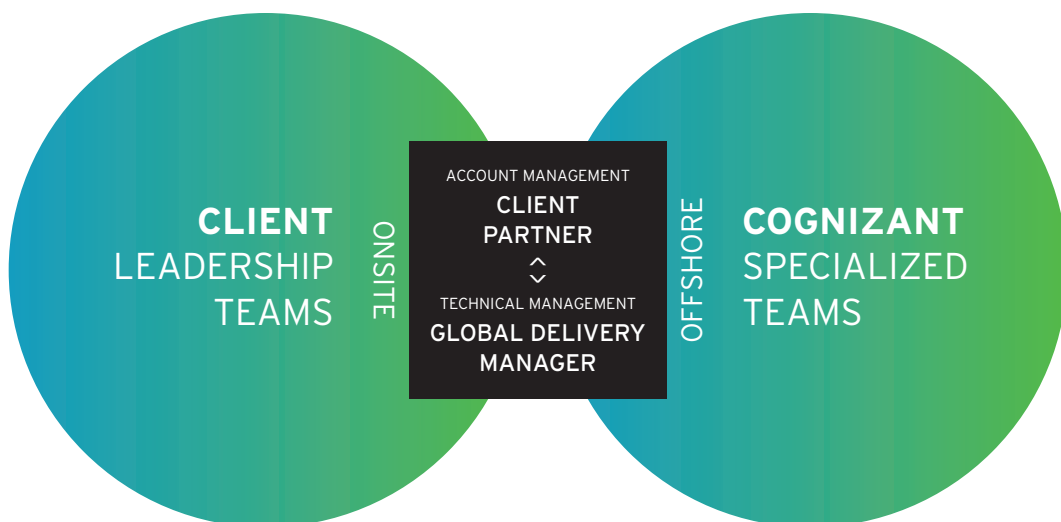 CLIENT
LEADERSHIP
TEAMS
ONSITE
ACCOUNT MANAGEMENT
CLIENT
PARTNER
TECHNICAL MANAGEMENT
GLOBAL DELIVERY
MANAGER
OFFSHORE
COGNIZANT
SPECIALIZED
TEAMS